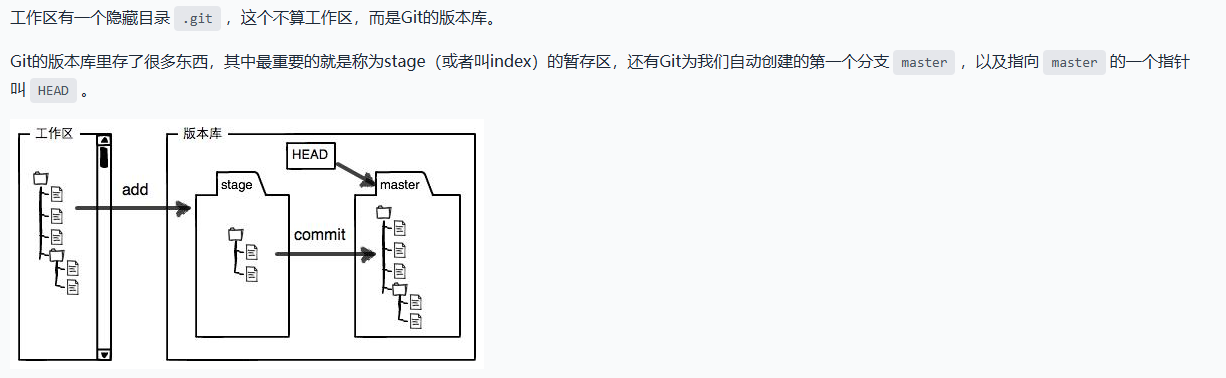 工作区有一个隐藏目录 .git ，这个不算工作区，而是Git的版本库。
Git的版本库里存了很多东西，其中最重要的就是称为stage（或者叫index）的暂存区，还有Git为我们自动创建的第一个分支 master ，以及指向 master 的一个指针
叫 HEAD 。
工作区
版本库
HEAD
stage
master
add
commit